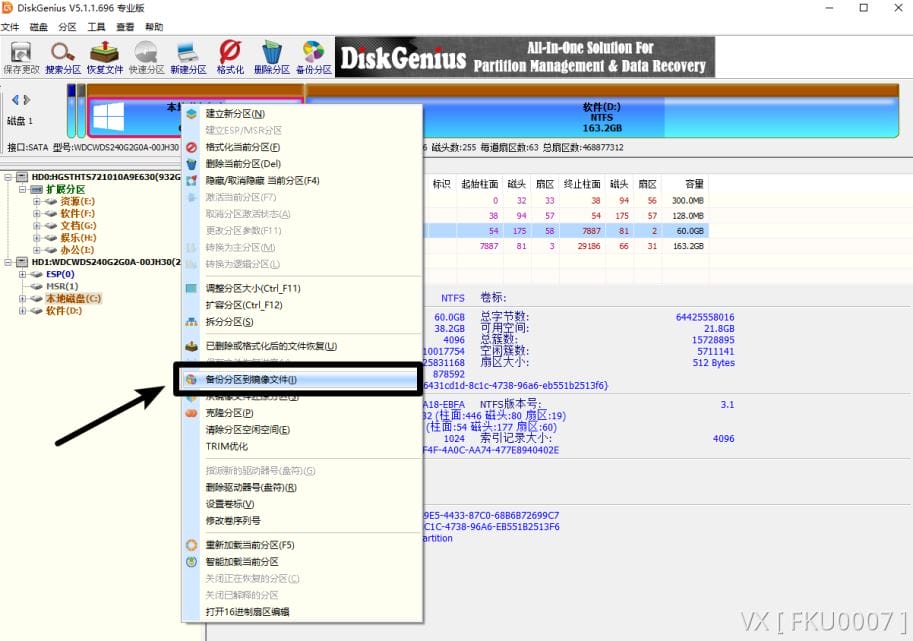 DiskGenius V5.1.1.696 专业版
文件 磁盘 分区 工具 查看 帮助
保存更改 搜索分区 恢复文件 快速分区 新建分区 格式化 删除分区 备份分区
DiskGenius
All-In-One Solution For
Partition Management & Data Recovery
磁盘 1
本
软件(D:)
NTFS
163.2GB
接口:SATA 型号:WDCWDS240G2G0A-00JH30
磁头数:255 每道扇区数:63 总扇区数:468877312
HD0:HGSTHTS721010A9E630(932G
扩展分区
资源(E:)
软件(F:)
文档(G:)
娱乐(H:)
办公(I:)
HD1:WDCWDS240G2G0A-00JH30(2
ESP(0)
MSR(1)
本地磁盘(C:)
软件(D:)
建立新分区(N)
建立ESP/MSR分区
格式化当前分区(F)
删除当前分区(Del)
隐藏/取消隐藏 当前分区(F4)
激活当前分区(F7)
取消分区激活状态(A)
更改分区参数(F11)
转换为主分区(M)
转换为逻辑分区(L)
调整分区大小(Ctrl_F11)
扩容分区(Ctrl_F12)
拆分分区(S)
已删除或格式化后的文件恢复(U)
备份分区到镜像文件(I)
从镜像文件还原分区(J)
克隆分区(P)
清除分区空闲空间(E)
TRIM优化
指派新的驱动器号(盘符)(G)
删除驱动器号(盘符)(R)
设置卷标(V)
修改卷序列号
重新加载当前分区(F5)
智能加载当前分区
关闭正在恢复的分区(C)
关闭已解释的分区
打开16进制扇区编辑
标识 起始柱面 磁头 扇区 终止柱面 磁头 扇区 容量
0 32 33 38 94 56 300.0MB
38 94 57 54 175 57 128.0MB
54 175 58 7887 81 2 60.0GB
7887 81 3 29186 66 31 163.2GB
NTFS 卷标:
60.0GB 总字节数: 64425558016
38.2GB 可用空间: 21.8GB
4096 总簇数: 15728895
10017754 空闲簇数: 5711141
25831168 扇区大小: 512 Bytes
878592
6431cd1d-8c1c-4738-96a6-eb551b2513f6}
A18-EBFA NTFS版本号: 3.1
32 (柱面:446 磁头:80 扇区:19)
(柱面:54 磁头:177 扇区:60)
1024 索引记录大小: 4096
F4F-4A0C-AA74-477E8940402E
9E5-4433-87C0-68B6B72699C7
C1C-4738-96A6-EB551B2513F6
artition
VX [ FKU0007 ]